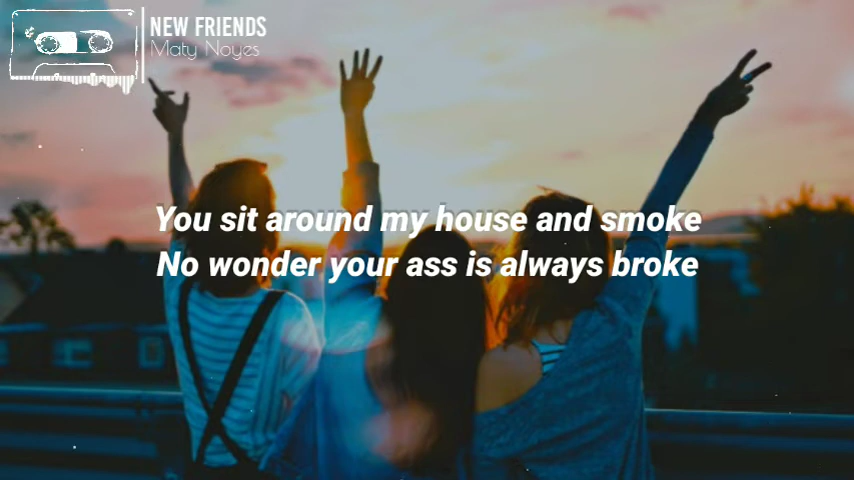 NEW FRIENDS
Maty Noyes
You sit around my house and smoke
No wonder your ass is always broke